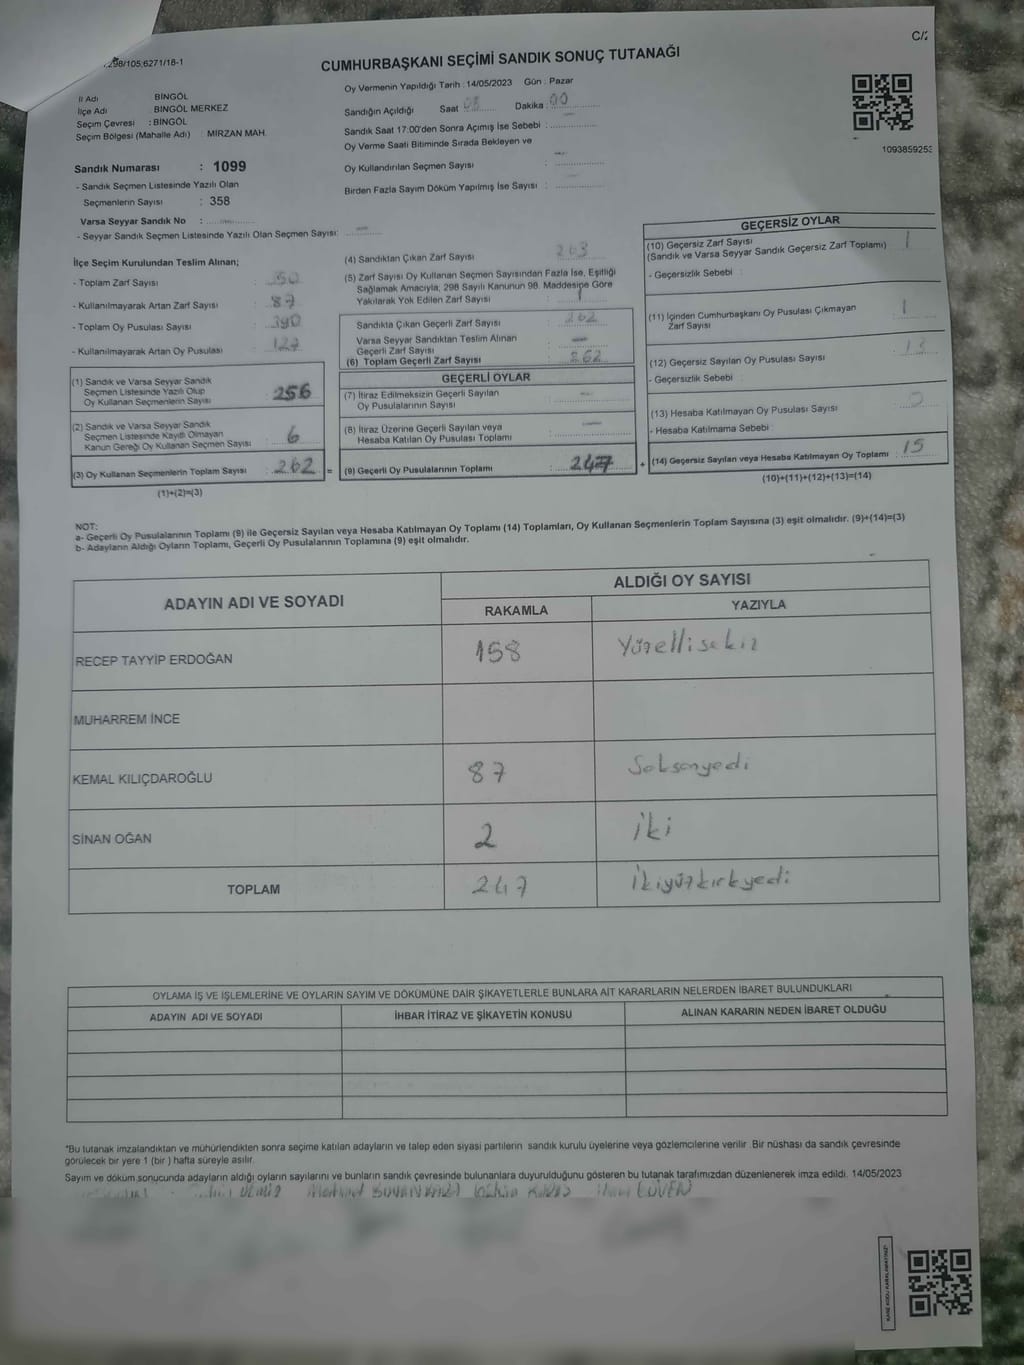 298/105,6271/18-1
CUMHURBAŞKANI SEÇİMİ SANDIK SONUÇ TUTANAĞI
İl Adı BİNGÖL
İlçe Adı : BİNGÖL MERKEZ
Seçim Çevresi : BİNGÖL
Seçim Bölgesi (Mahalle Adı) : MİRZAN MAH.
Sandık Numarası : 1099
- Sandık Seçmen Listesinde Yazılı Olan
Seçmenlerin Sayısı : 358
Varsa Seyyar Sandık No :
- Seyyar Sandık Seçmen Listesinde Yazılı Olan Seçmen Sayısı:
Oy Vermenin Yapıldığı Tarih : 14/05/2023 Gün : Pazar
Sandığın Açıldığı Saat 08 Dakika 00
Sandık Saat 17:00'den Sonra Açımış İse Sebebi :
Oy Verme Saati Bitiminde Sırada Bekleyen ve
Oy Kullandırılan Seçmen Sayısı :
Birden Fazla Sayım Döküm Yapılmış İse Sayısı :
1093859253
İlçe Seçim Kurulundan Teslim Alınan;
- Toplam Zarf Sayısı : 350
- Kullanılmayarak Artan Zarf Sayısı : 87
- Toplam Oy Pusulası Sayısı : 390
- Kullanılmayarak Artan Oy Pusulası : 127
(1) Sandık ve Varsa Seyyar Sandık
Seçmen Listesinde Yazılı Olup
Oy Kullanan Seçmenlerin Sayısı : 256
(2) Sandık ve Varsa Seyyar Sandık
Seçmen Listesinde Kayıtlı Olmayan
Kanun Gereği Oy Kullanan Seçmen Sayısı : 6
(3) Oy Kullanan Seçmenlerin Toplam Sayısı : 262 =
(1)+(2)=(3)
(4) Sandıktan Çıkan Zarf Sayısı : 263
(5) Zarf Sayısı Oy Kullanan Seçmen Sayısından Fazla İse, Eşitliği
Sağlamak Amacıyla, 298 Sayılı Kanunun 98. Maddesine Göre
Yakılarak Yok Edilen Zarf Sayısı : 1
Sandıkta Çıkan Geçerli Zarf Sayısı : 262
Varsa Seyyar Sandıktan Teslim Alınan
Geçerli Zarf Sayısı : —
(6) Toplam Geçerli Zarf Sayısı : 262
GEÇERLİ OYLAR
(7) İtiraz Edilmeksizin Geçerli Sayılan
Oy Pusulalarının Sayısı : —
(8) İtiraz Üzerine Geçerli Sayılan veya
Hesaba Katılan Oy Pusulası Toplamı : —
(9) Geçerli Oy Pusulalarının Toplamı : 247 +
GEÇERSİZ OYLAR
(10) Geçersiz Zarf Sayısı : 1
(Sandık ve Varsa Seyyar Sandık Geçersiz Zarf Toplamı)
- Geçersizlik Sebebi :
(11) İçinden Cumhurbaşkanı Oy Pusulası Çıkmayan
Zarf Sayısı : 1
(12) Geçersiz Sayılan Oy Pusulası Sayısı : 13
- Geçersizlik Sebebi :
(13) Hesaba Katılmayan Oy Pusulası Sayısı
- Hesaba Katılmama Sebebi :
(14) Geçersiz Sayılan veya Hesaba Katılmayan Oy Toplamı : 15
(10)+(11)+(12)+(13)=(14)
NOT:
a- Geçerli Oy Pusulalarının Toplamı (9) ile Geçersiz Sayılan veya Hesaba Katılmayan Oy Toplamı (14) Toplamları, Oy Kullanan Seçmenlerin Toplam Sayısına (3) eşit olmalıdır. (9)+(14)=(3)
b- Adayların Aldığı Oyların Toplamı, Geçerli Oy Pusulalarının Toplamına (9) eşit olmalıdır.
ADAYIN ADI VE SOYADI ALDIĞI OY SAYISI
RAKAMLA YAZIYLA
RECEP TAYYİP ERDOĞAN 158 Yüzellisekiz
MUHARREM İNCE
KEMAL KILIÇDAROĞLU 87 Seksenyedi
SİNAN OĞAN 2 İki
TOPLAM 247 İkiyüzkırkyedi
OYLAMA İŞ VE İŞLEMLERİNE VE OYLARIN SAYIM VE DÖKÜMÜNE DAİR ŞİKAYETLERLE BUNLARA AİT KARARLARIN NELERDEN İBARET BULUNDUKLARI
ADAYIN ADI VE SOYADI İHBAR İTİRAZ VE ŞİKAYETİN KONUSU ALINAN KARARIN NEDEN İBARET OLDUĞU
"Bu tutanak imzalandıktan ve mühürlendikten sonra seçime katılan adayların ve talep eden siyasi partilerin sandık kurulu üyelerine veya gözlemcilerine verilir. Bir nüshası da sandık çevresinde
görülecek bir yere 1 (bir) hafta süreyle asılır.
Sayım ve döküm sonucunda adayların aldığı oyların sayılarını ve bunların sandık çevresinde bulunanlara duyurulduğunu gösteren bu tutanak tarafımızdan düzenlenerek imza edildi. 14/05/2023